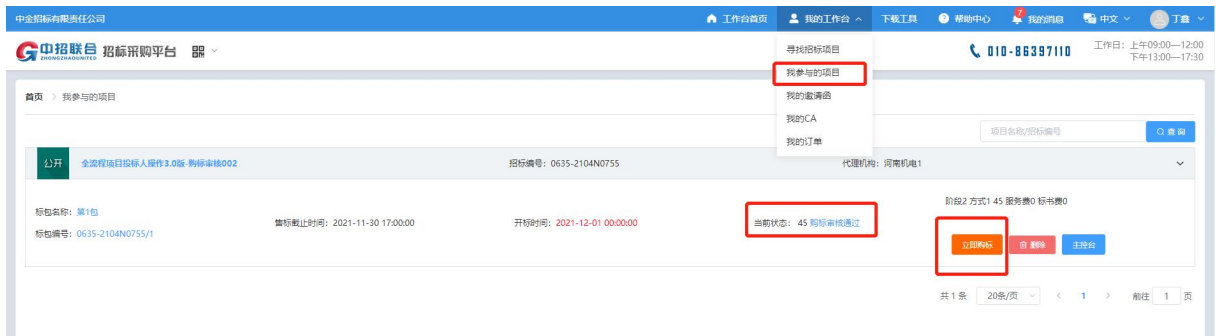 中金招标有限责任公司
工作台首页 我的工作台 下载工具 帮助中心 7 我的消息 中文 丁鑫
中招联合 招标采购平台
ZHONGZHAOUNITED
010-86397110
工作日：上午09:00—12:00
下午13:00—17:30
寻找招标项目
我参与的项目
我的邀请函
我的CA
我的订单
首页 > 我参与的项目
项目名称/招标编号 查询
公开 全流程项目投标人操作3.0版-购标审核002 招标编号：0635-2104N0755 代理机构：河南机电1
标包名称：第1包
标包编号：0635-2104N0755/1
售标截止时间：2021-11-30 17:00:00
开标时间：2021-12-01 00:00:00
当前状态：45 购标审核通过
阶段2 方式1 45 服务费0 标书费0
立即购标 删除 主控台
共 1 条 20条/页 < 1 > 前往 1 页